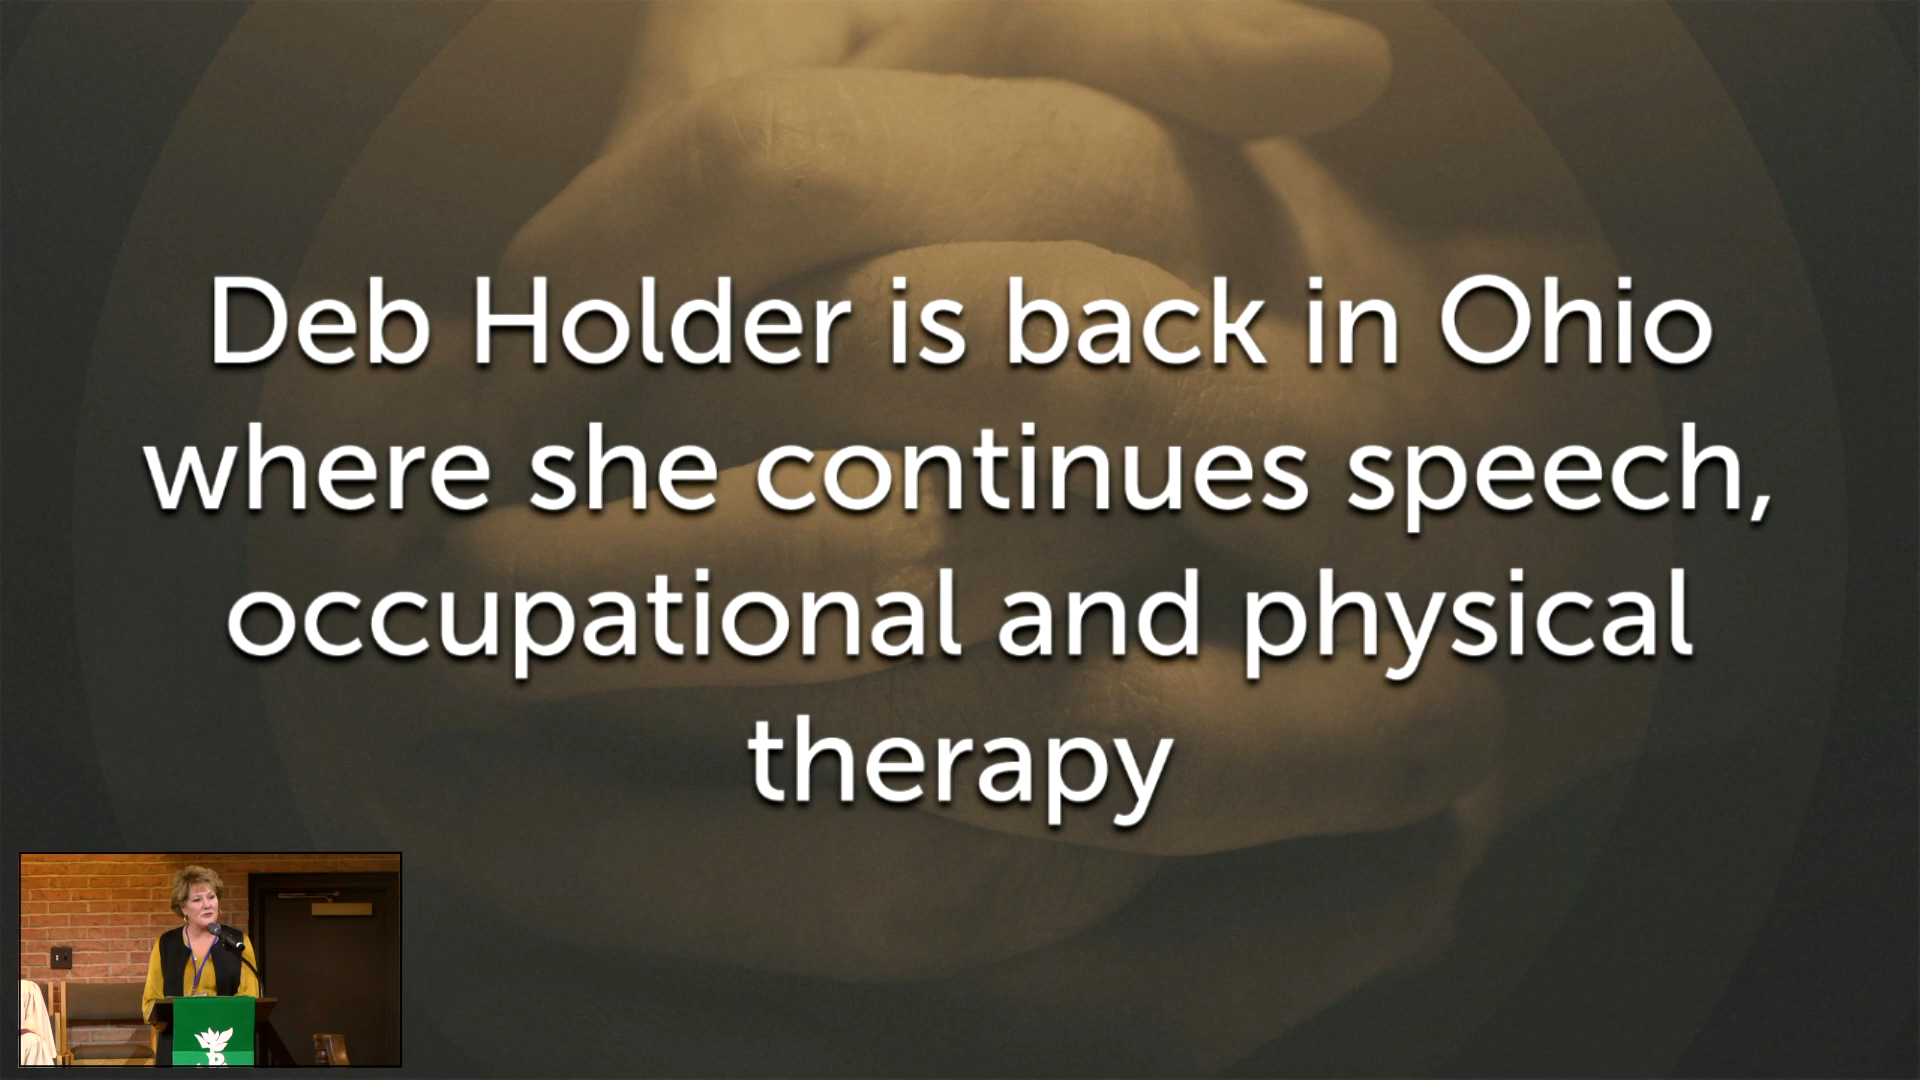 Deb Holder is back in Ohio
where she continues speech,
occupational and physical
therapy